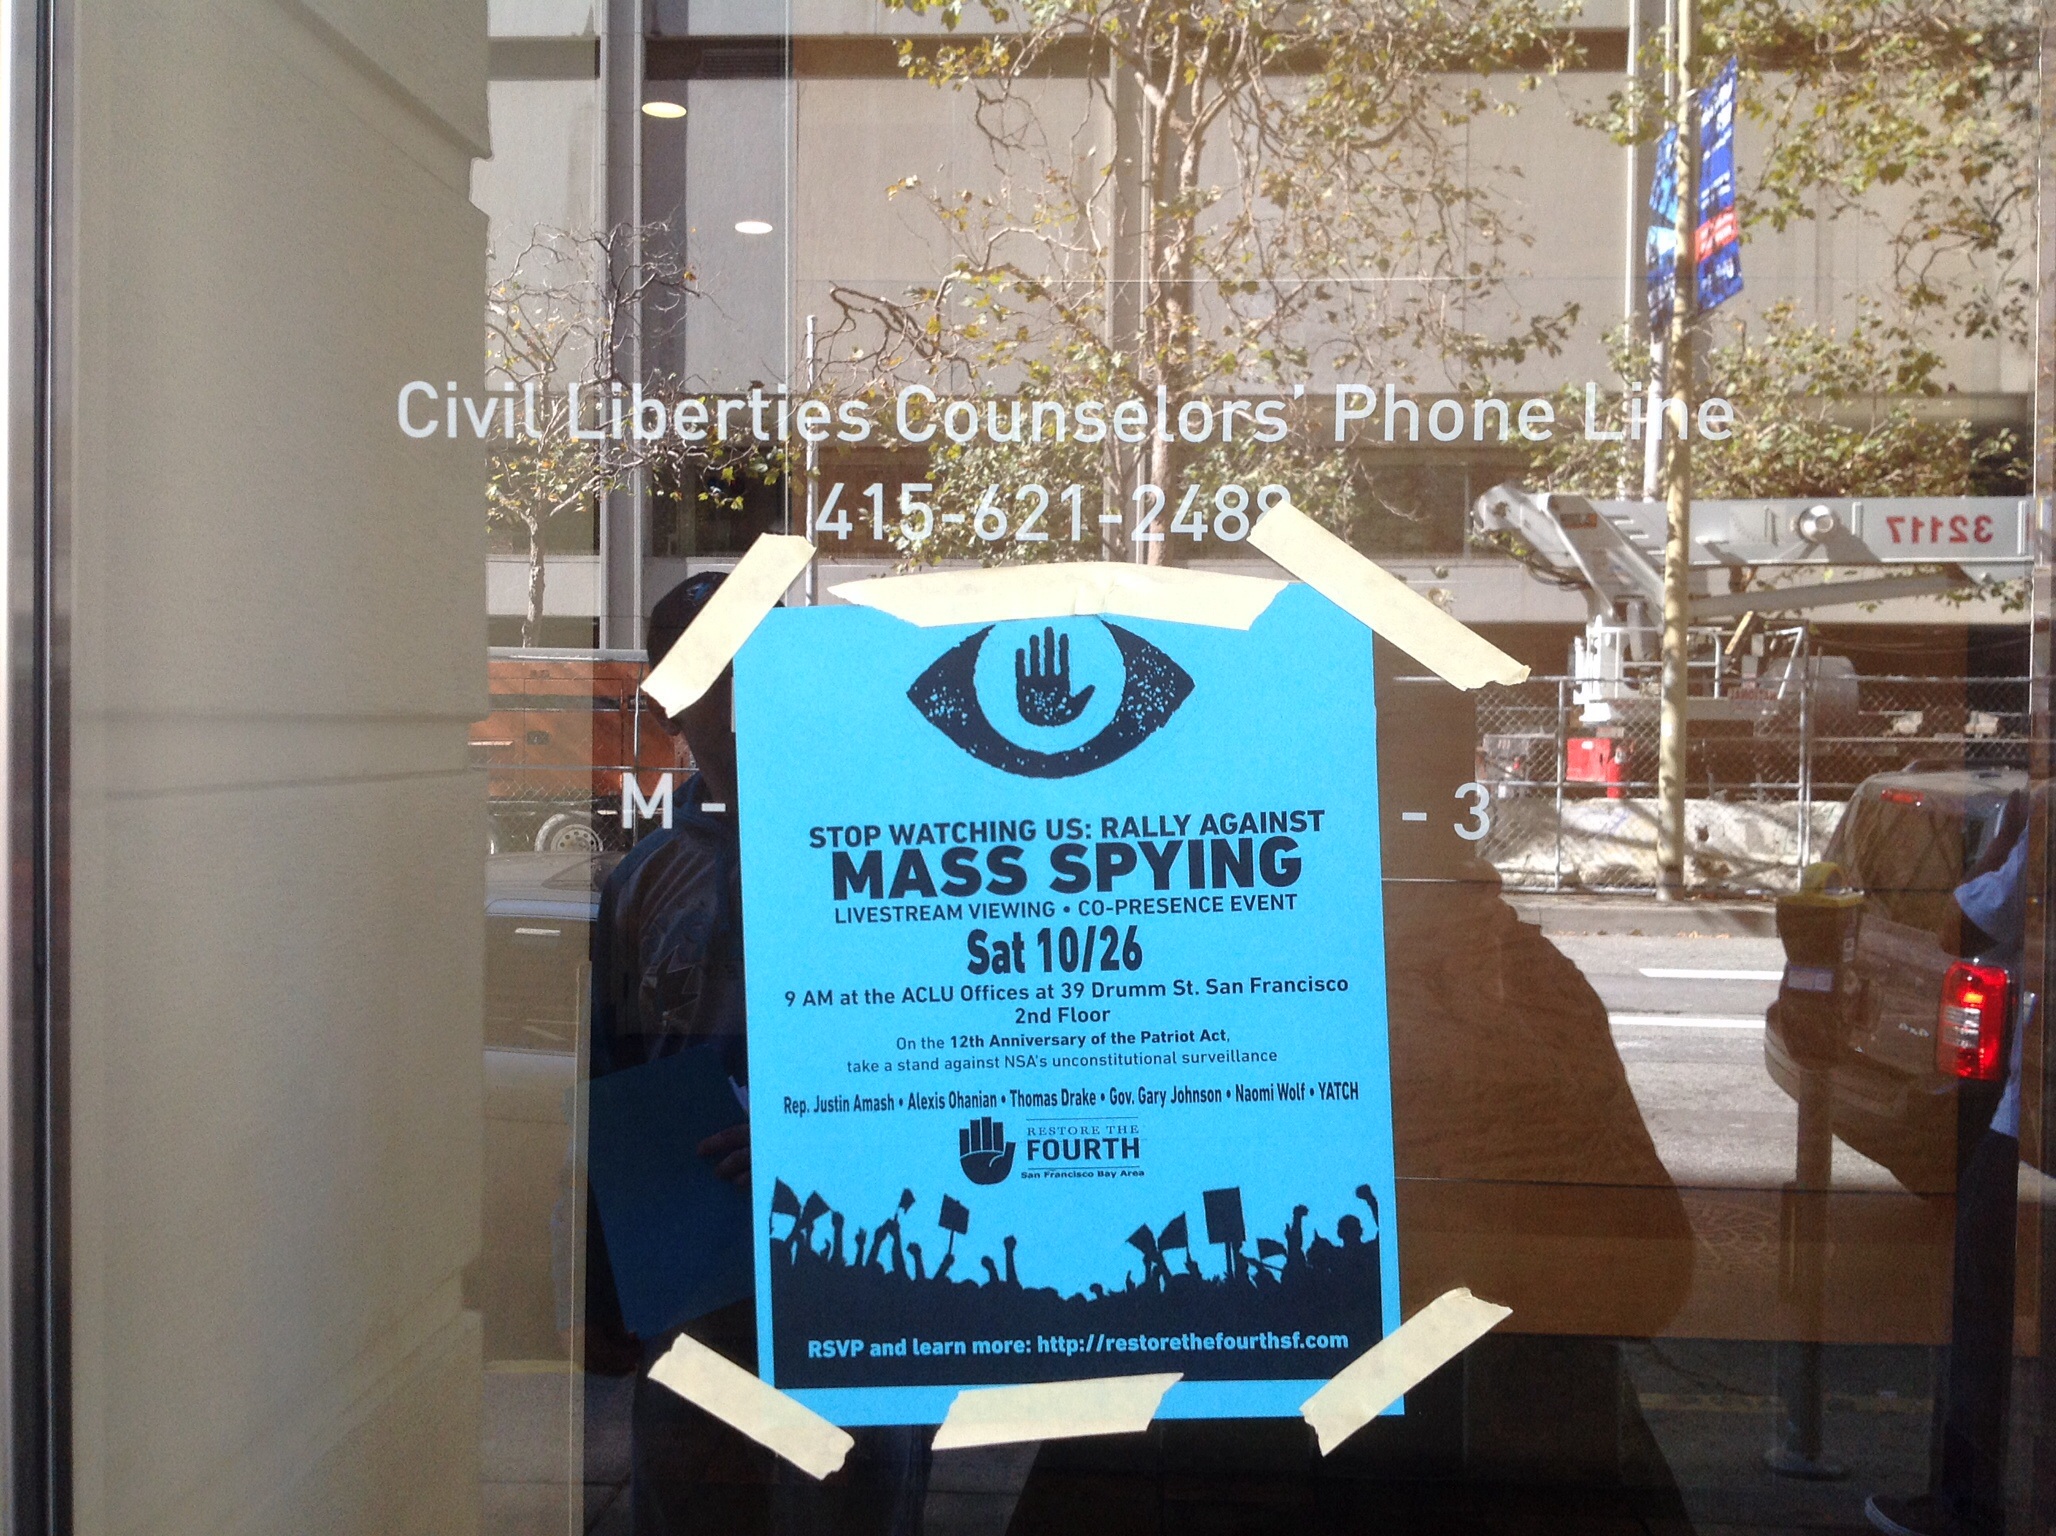 Civil Liberties Counselors' Phone Line
415-621-2488
M - - 3
32117
STOP WATCHING US: RALLY AGAINST
MASS SPYING
LIVESTREAM VIEWING • CO-PRESENCE EVENT
Sat 10/26
9 AM at the ACLU Offices at 39 Drumm St. San Francisco
2nd Floor
On the 12th Anniversary of the Patriot Act,
take a stand against NSA's unconstitutional surveillance
Rep. Justin Amash • Alexis Ohanian • Thomas Drake • Gov. Gary Johnson • Naomi Wolf • YATCH
RESTORE THE
FOURTH
San Francisco Bay Area
RSVP and learn more: http://restorethefourthsf.com